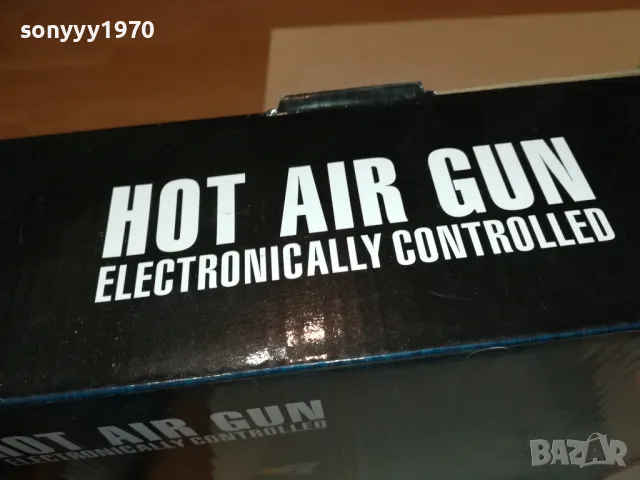 sonyyy1970
HOT AIR GUN
ELECTRONICALLY CONTROLLED
HOT AIR GUN
ELECTRONICALLY CONTROLLED
BAZAR